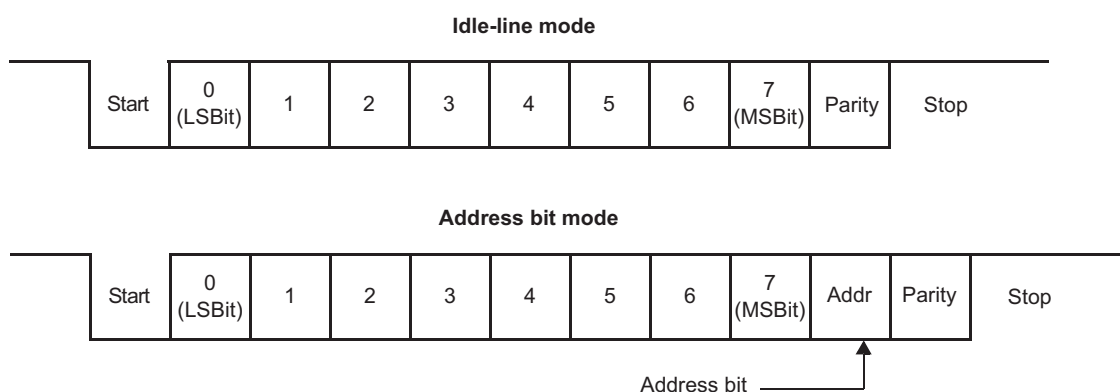 Idle-line mode
Start 0 (LSBit) 1 2 3 4 5 6 7 (MSBit) Parity Stop
Address bit mode
Start 0 (LSBit) 1 2 3 4 5 6 7 (MSBit) Addr Parity Stop
Address bit